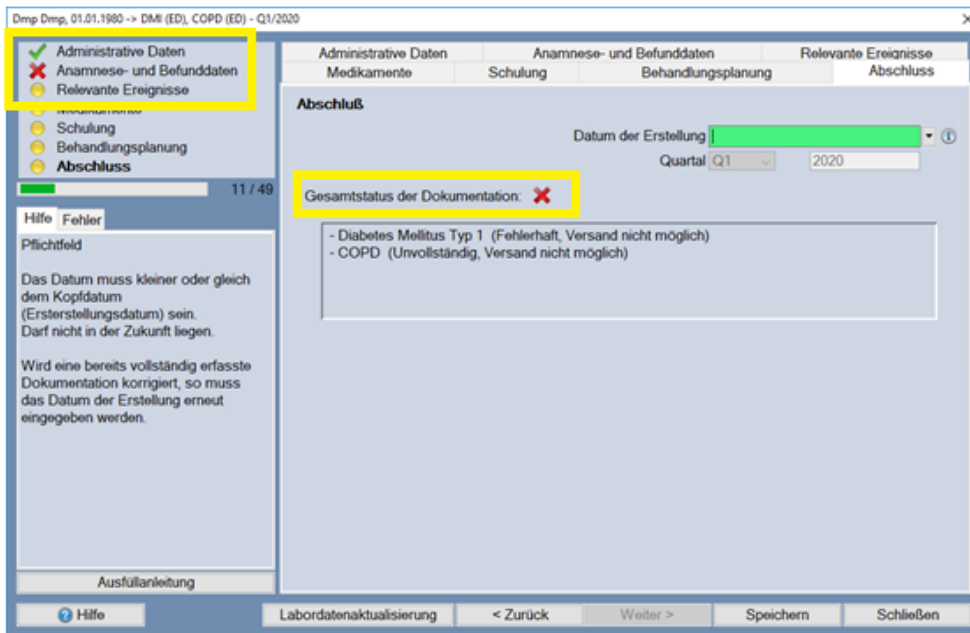 Dmp Dmp, 01.01.1980 -> DMI (ED), COPD (ED) - Q1/2020
Administrative Daten
Anamnese- und Befunddaten
Relevante Ereignisse
Medikamente
Schulung
Behandlungsplanung
Abschluss
11 / 49
Hilfe Fehler
Pflichtfeld
Das Datum muss kleiner oder gleich
dem Kopfdatum
(Ersterstellungsdatum) sein.
Darf nicht in der Zukunft liegen.
Wird eine bereits vollständig erfasste
Dokumentation korrigiert, so muss
das Datum der Erstellung erneut
eingegeben werden.
Ausfüllanleitung
Administrative Daten Anamnese- und Befunddaten Relevante Ereignisse
Medikamente Schulung Behandlungsplanung Abschluss
Abschluß
Datum der Erstellung
Quartal Q1 2020
Gesamtstatus der Dokumentation:
- Diabetes Mellitus Typ 1 (Fehlerhaft, Versand nicht möglich)
- COPD (Unvollständig, Versand nicht möglich)
Hilfe Labordatenaktualisierung < Zurück Weiter > Speichern Schließen